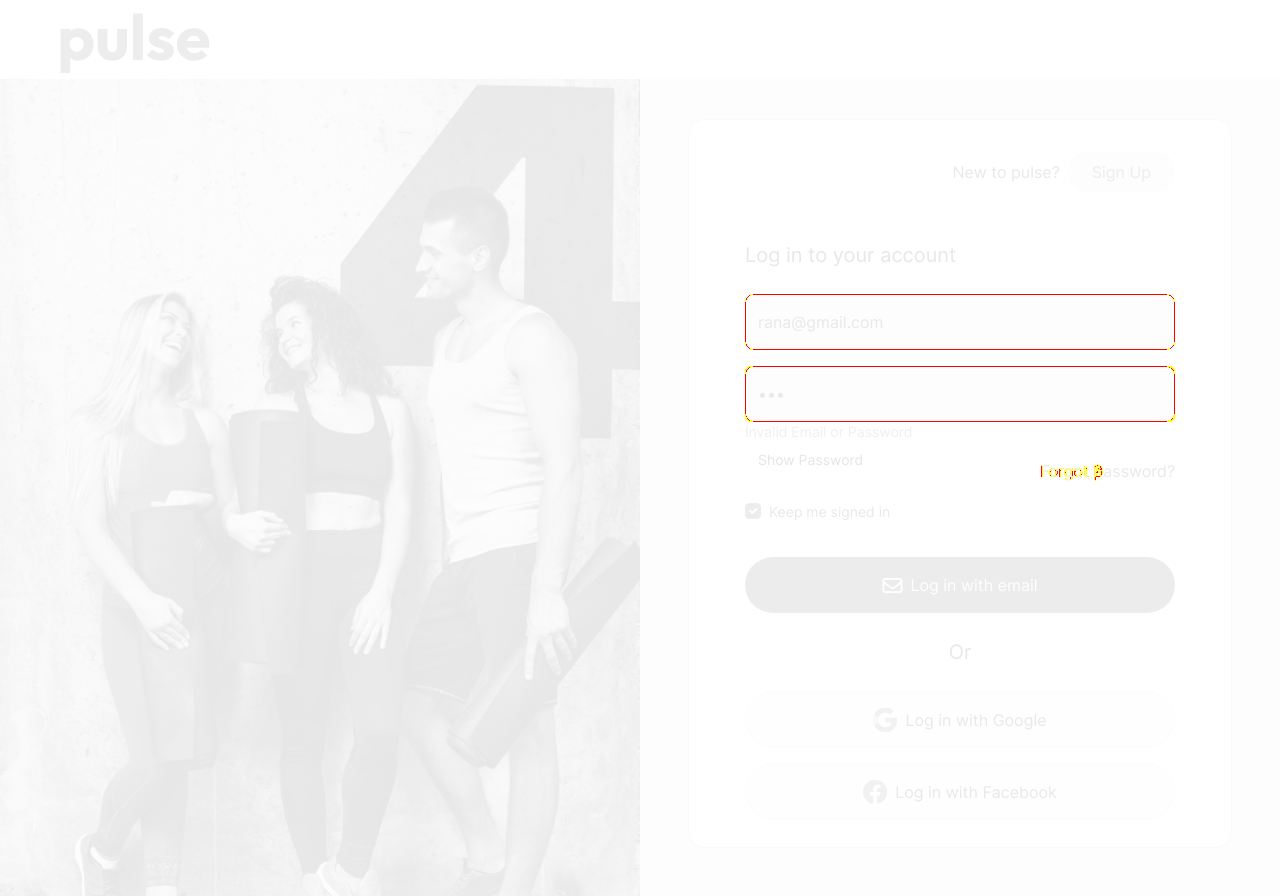 pulse
New to pulse? Sign Up
Log in to your account
rana@gmail.com
Invalid Email or Password
Show Password
Forgot password?
Keep me signed in
Log in with email
Or
Log in with Google
Log in with Facebook